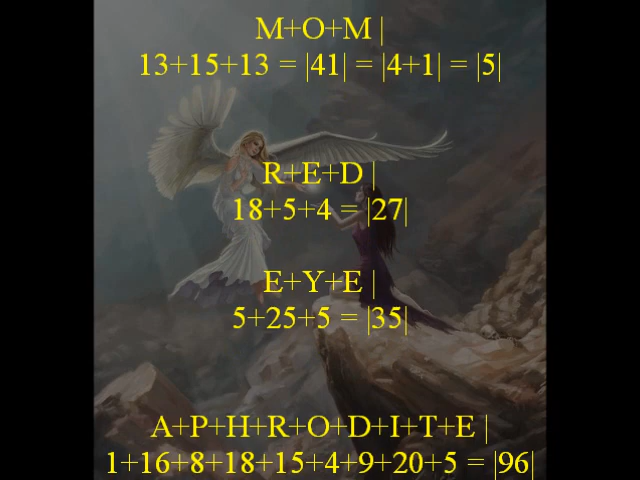 M+O+M |
13+15+13 = |41| = |4+1| = |5|
R+E+D |
18+5+4 = |27|
E+Y+E |
5+25+5 = |35|
A+P+H+R+O+D+I+T+E |
1+16+8+18+15+4+9+20+5 = |96|